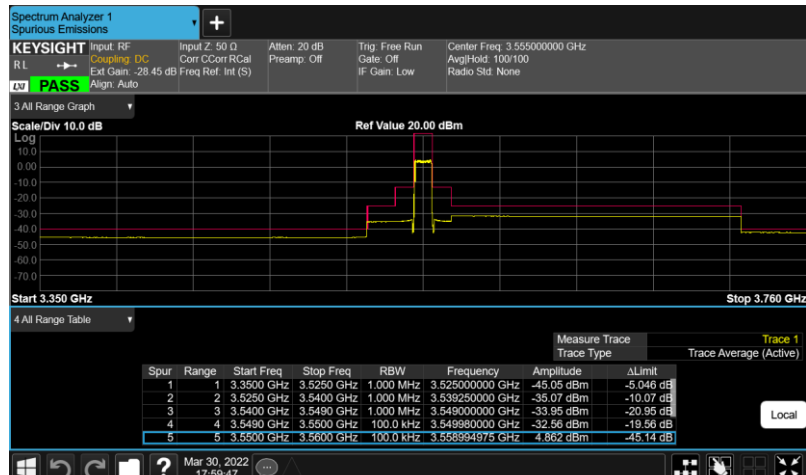 Spectrum Analyzer 1
Spurious Emissions
+
KEYSIGHT Input: RF Input Z: 50 Ω Atten: 20 dB Trig: Free Run Center Freq: 3.555000000 GHz
RL Coupling: DC Corr CCorr RCal Preamp: Off Gate: Off Avg|Hold: 100/100
Ext Gain: -28.45 dB Freq Ref: Int (S) IF Gain: Low Radio Std: None
LXI PASS Align: Auto
3 All Range Graph
Scale/Div 10.0 dB Ref Value 20.00 dBm
Log
10.0
0.00
-10.0
-20.0
-30.0
-40.0
-50.0
-60.0
-70.0
Start 3.350 GHz Stop 3.760 GHz
4 All Range Table
Measure Trace Trace 1
Trace Type Trace Average (Active)
Spur Range Start Freq Stop Freq RBW Frequency Amplitude ΔLimit
1 1 3.3500 GHz 3.5250 GHz 1.000 MHz 3.525000000 GHz -45.05 dBm -5.046 dB
2 2 3.5250 GHz 3.5400 GHz 1.000 MHz 3.539250000 GHz -35.07 dBm -10.07 dB
3 3 3.5400 GHz 3.5490 GHz 1.000 MHz 3.549000000 GHz -33.95 dBm -20.95 dB
4 4 3.5490 GHz 3.5500 GHz 100.0 kHz 3.549980000 GHz -32.56 dBm -19.56 dB
5 5 3.5500 GHz 3.5600 GHz 100.0 kHz 3.558994975 GHz 4.862 dBm -45.14 dB
Local
? Mar 30, 2022
17:59:47